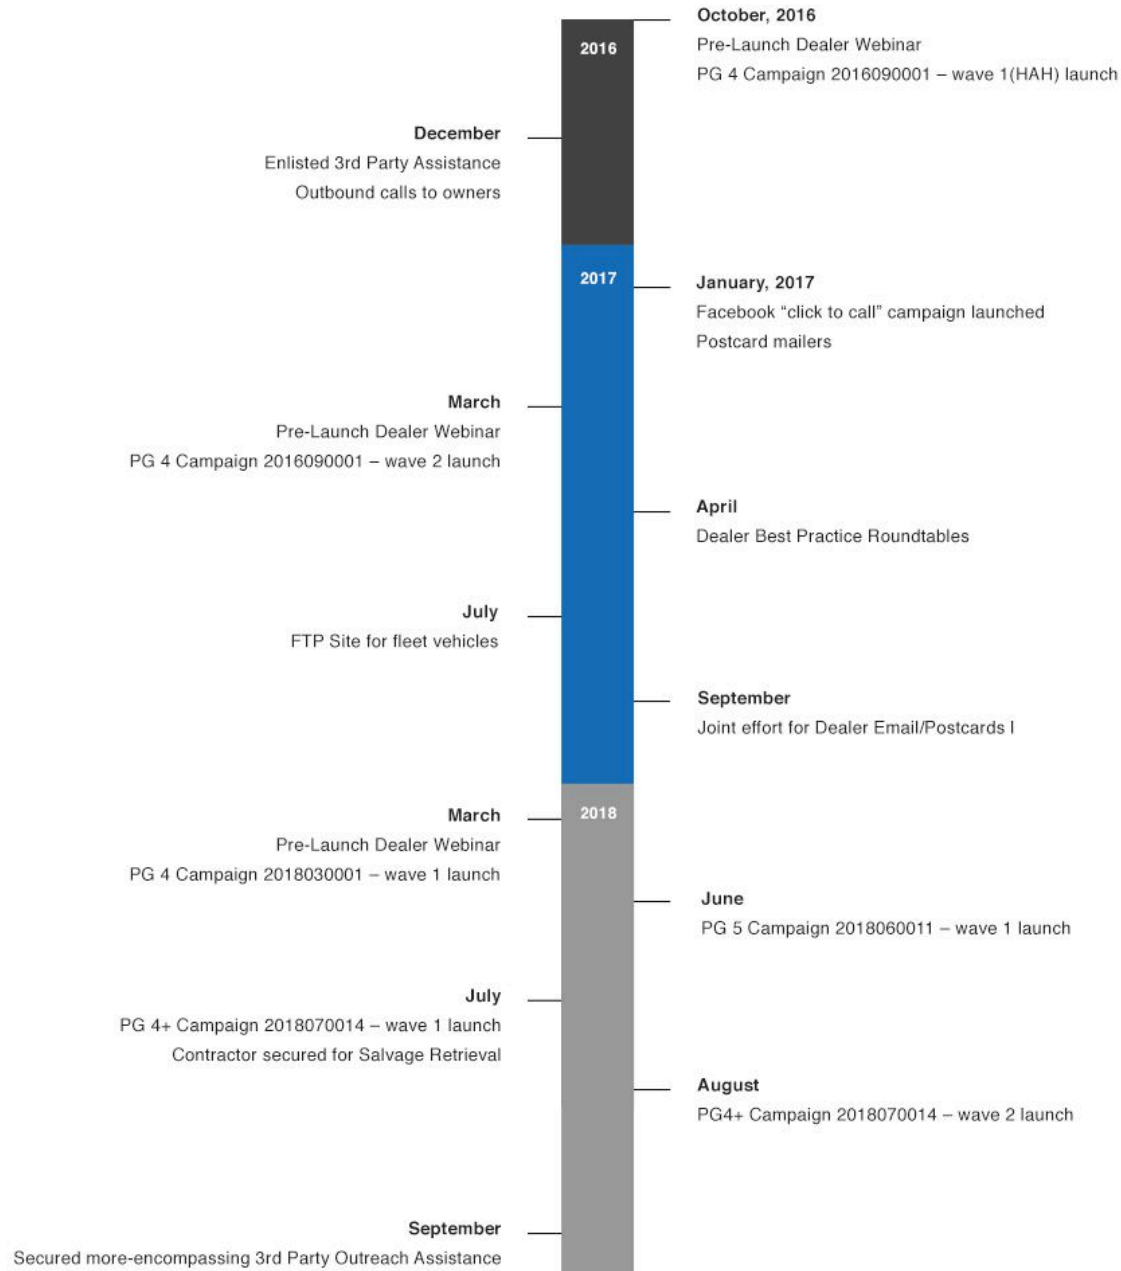 2016
October, 2016
Pre-Launch Dealer Webinar
PG 4 Campaign 2016090001 – wave 1(HAH) launch
December
Enlisted 3rd Party Assistance
Outbound calls to owners
2017
January, 2017
Facebook “click to call” campaign launched
Postcard mailers
March
Pre-Launch Dealer Webinar
PG 4 Campaign 2016090001 – wave 2 launch
April
Dealer Best Practice Roundtables
July
FTP Site for fleet vehicles
September
Joint effort for Dealer Email/Postcards I
2018
March
Pre-Launch Dealer Webinar
PG 4 Campaign 2018030001 – wave 1 launch
June
PG 5 Campaign 2018060011 – wave 1 launch
July
PG 4+ Campaign 2018070014 – wave 1 launch
Contractor secured for Salvage Retrieval
August
PG4+ Campaign 2018070014 – wave 2 launch
September
Secured more-encompassing 3rd Party Outreach Assistance